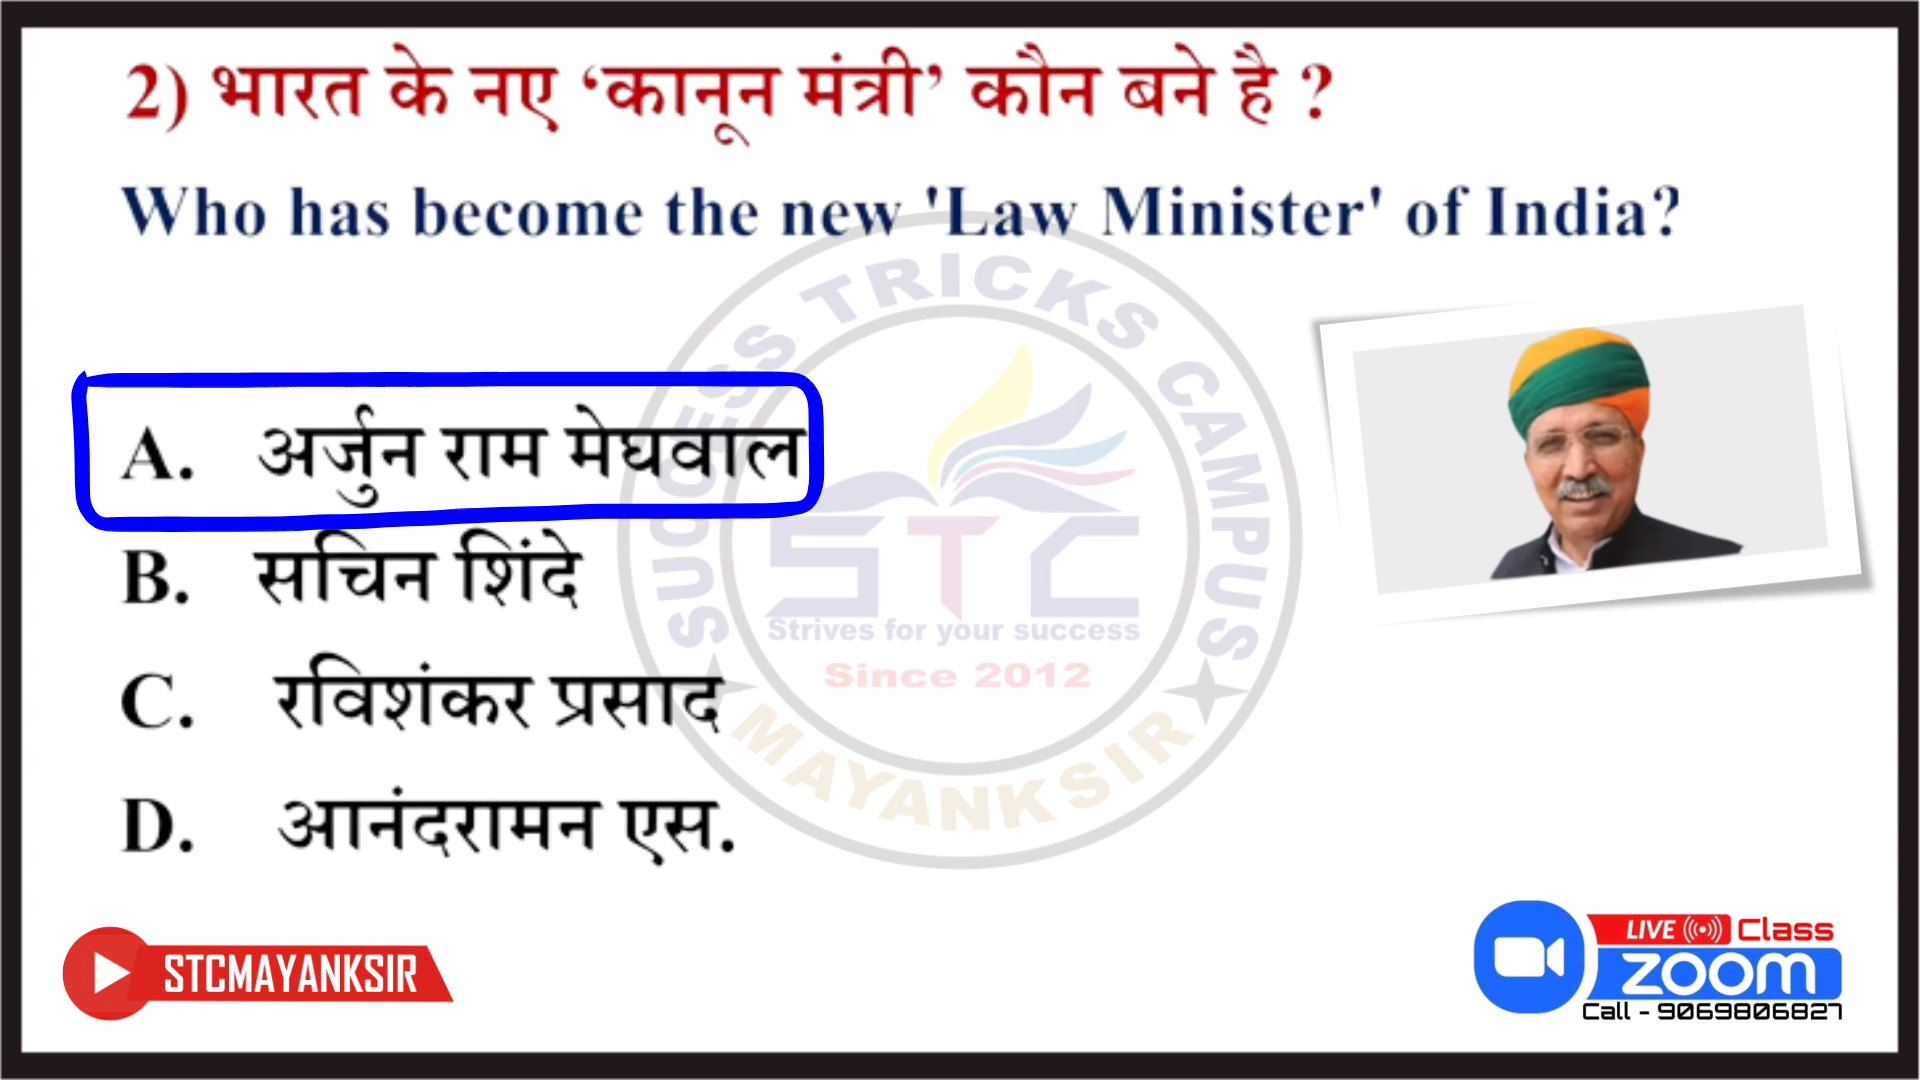 2) भारत के नए ‘कानून मंत्री’ कौन बने है ?
Who has become the new 'Law Minister' of India?
A. अर्जुन राम मेघवाल
B. सचिन शिंदे
C. रविशंकर प्रसाद
D. आनंदरामन एस.
SUCCESS TRICKS CAMPUS
STC
Strives for your success
Since 2012
MAYANKSIR
STCMAYANKSIR
LIVE Class
zoom
Call - 9069806827